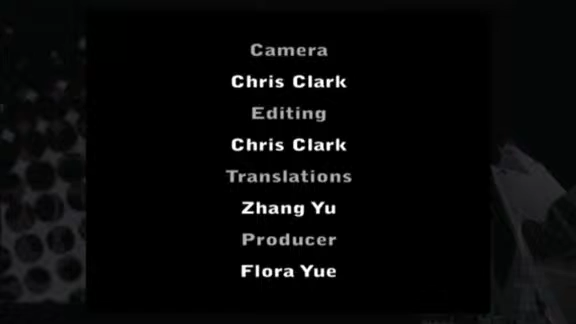 Camera
Chris Clark
Editing
Chris Clark
Translations
Zhang Yu
Producer
Flora Yue